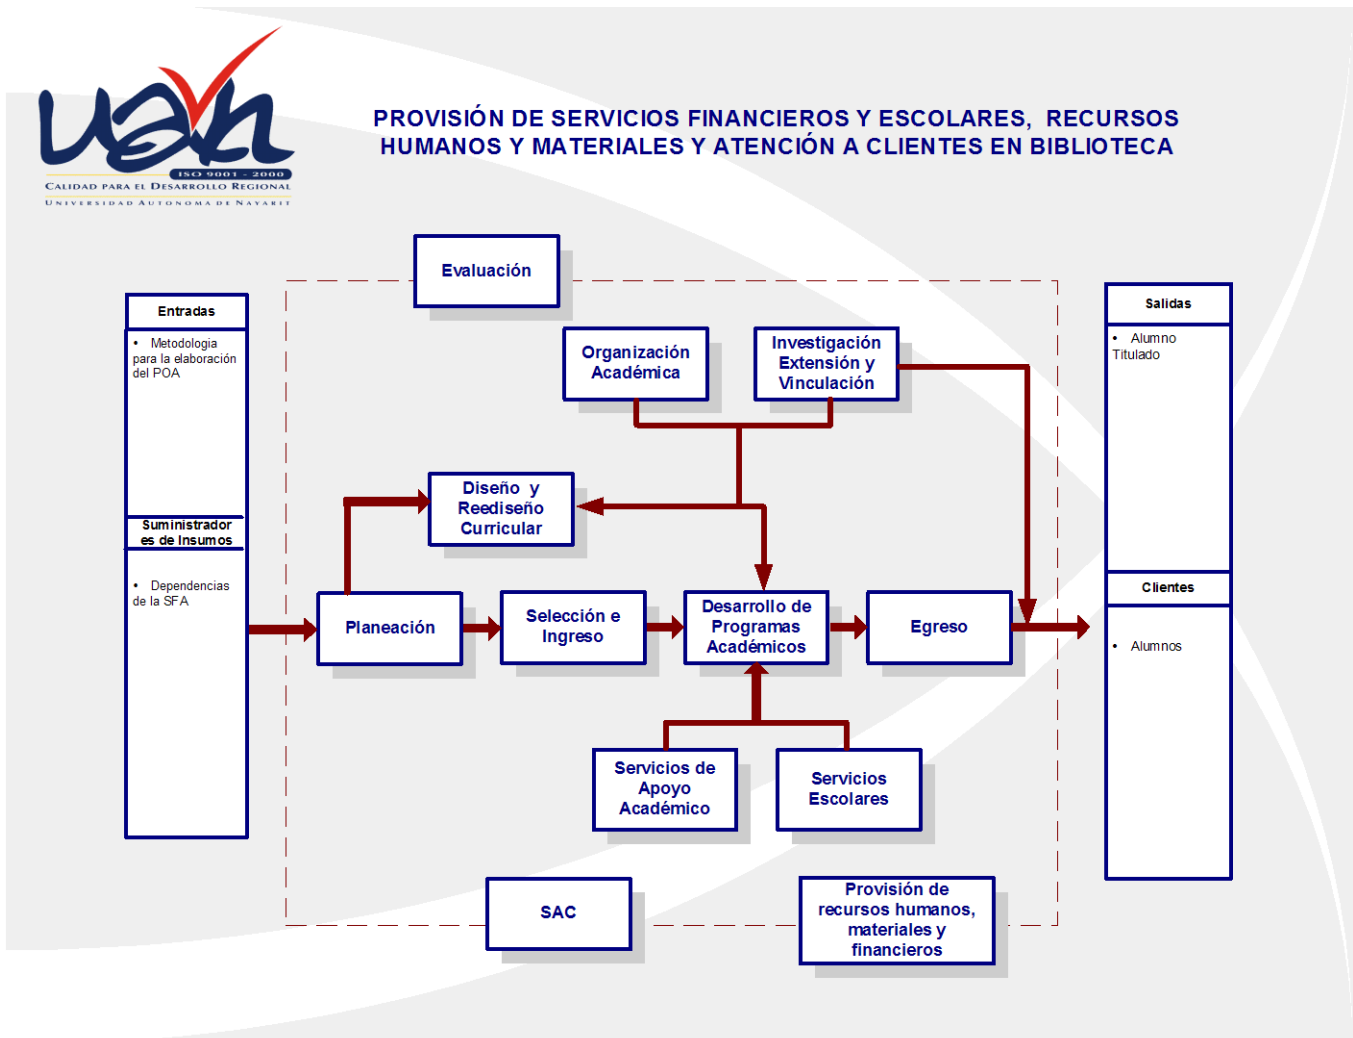 uavn
ISO 9001 - 2000
CALIDAD PARA EL DESARROLLO REGIONAL
UNIVERSIDAD AUTONOMA DE NAYARIT
PROVISIÓN DE SERVICIOS FINANCIEROS Y ESCOLARES, RECURSOS
HUMANOS Y MATERIALES Y ATENCIÓN A CLIENTES EN BIBLIOTECA
Evaluación
Entradas
• Metodologia
para la elaboración
del POA
Suministrador
es de Insumos
• Dependencias
de la SFA
Organización
Académica
Investigación
Extensión y
Vinculación
Diseño y
Reediseño
Curricular
Planeación
Selección e
Ingreso
Desarrollo de
Programas
Académicos
Egreso
Servicios de
Apoyo
Académico
Servicios
Escolares
SAC
Provisión de
recursos humanos,
materiales y
financieros
Salidas
• Alumno
Titulado
Clientes
• Alumnos